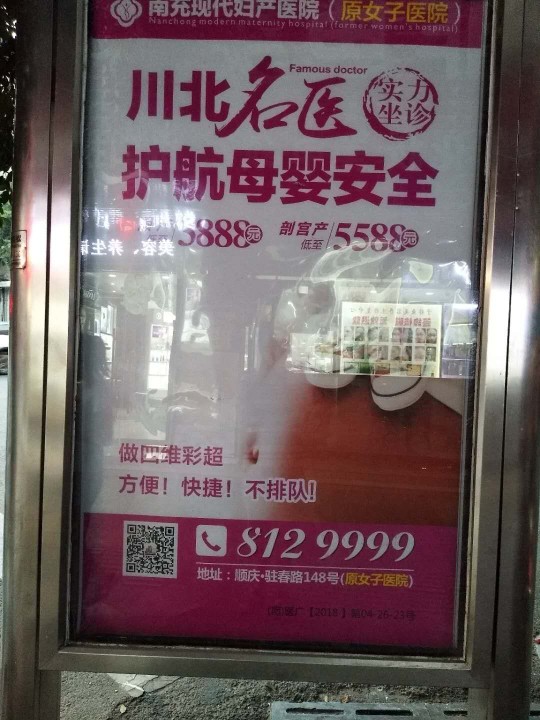 南充现代妇产医院（原女子医院）
Nanchong modern maternity hospital (former women's hospital)
Famous doctor
川北名医 实力坐诊
护航母婴安全
3888元 剖宫产低至5588元
美容、养生
做四维彩超
方便！快捷！不排队！
812 9999
地址：顺庆·驻春路148号(原女子医院)